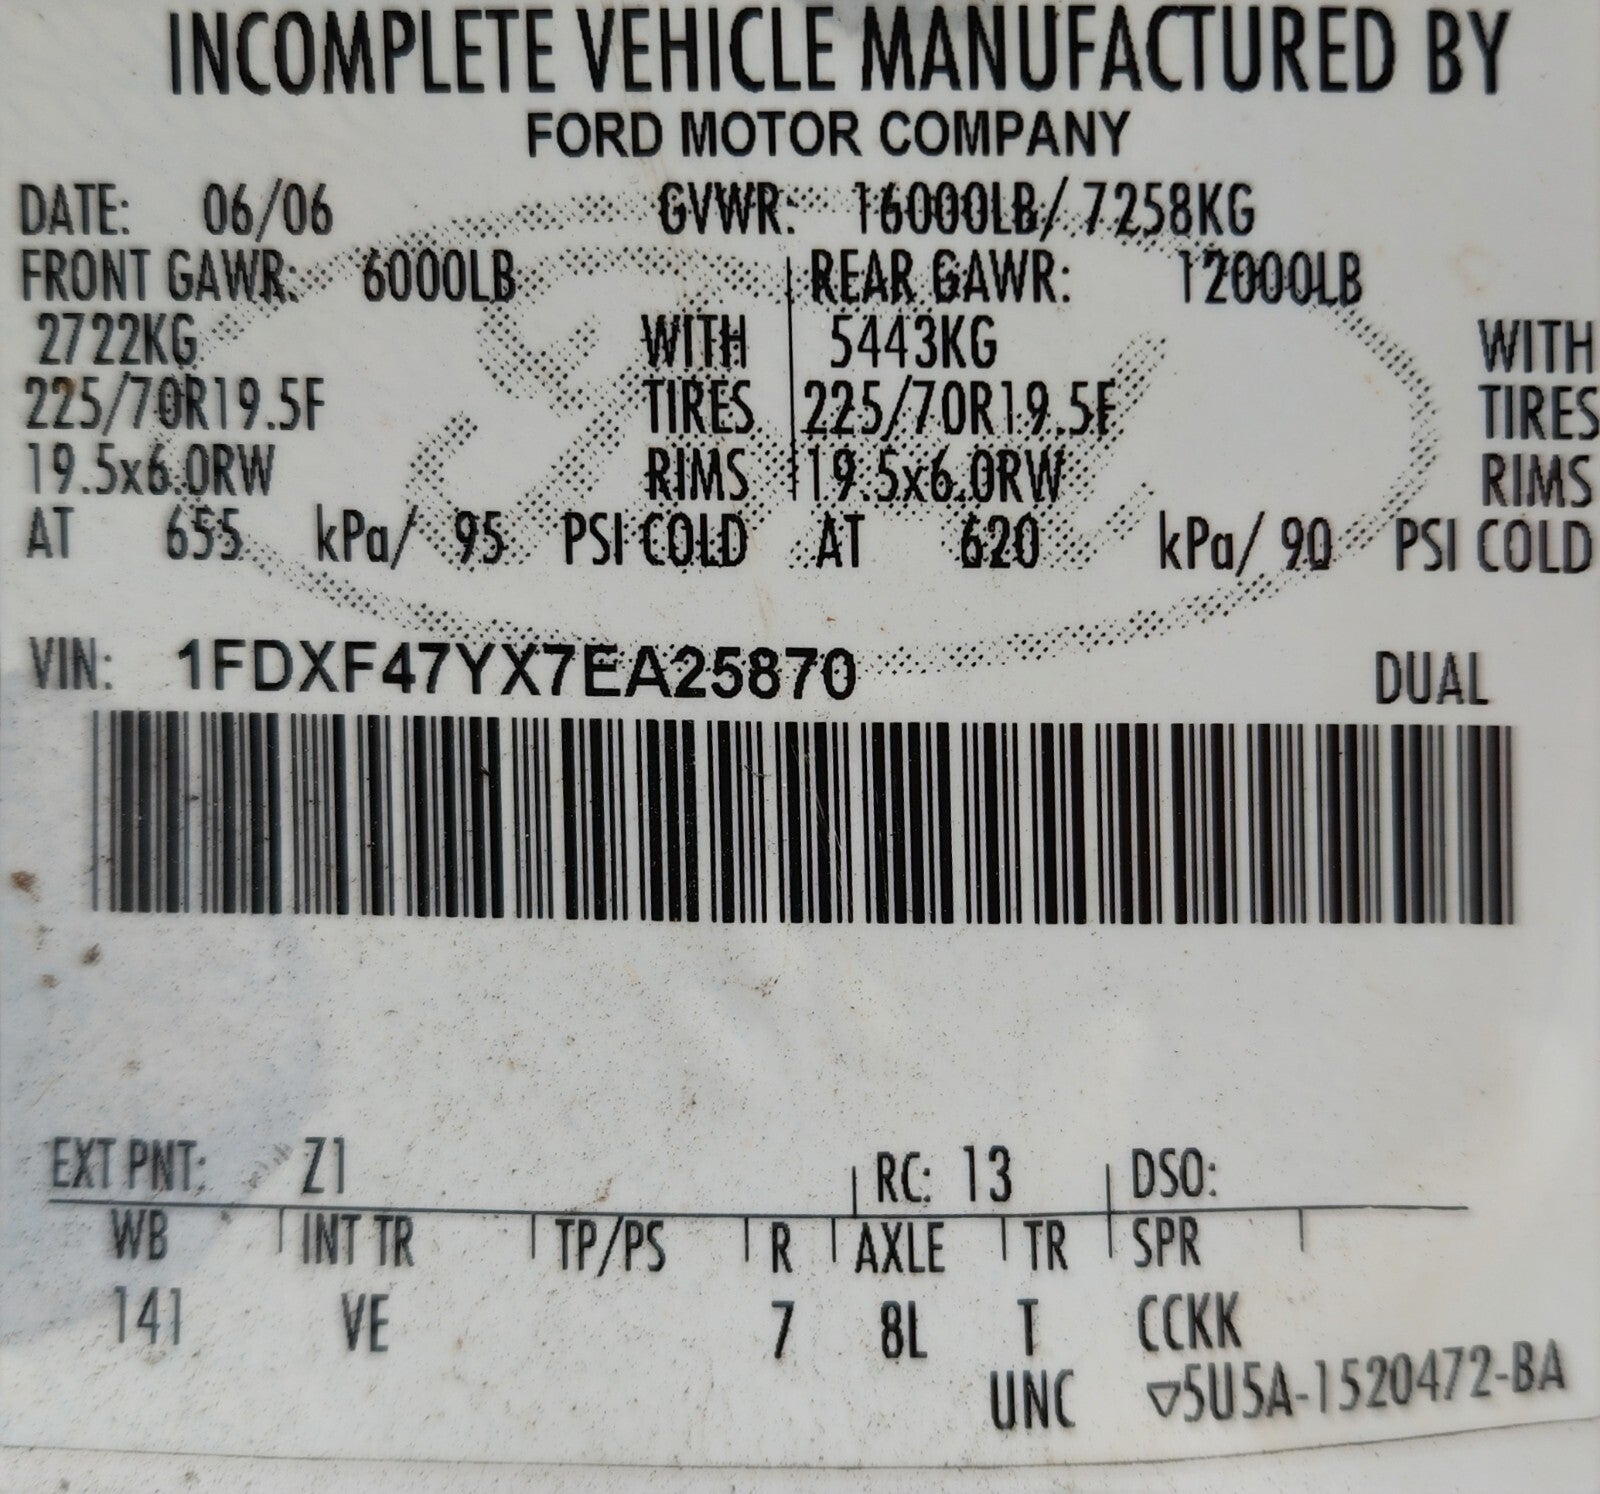 INCOMPLETE VEHICLE MANUFACTURED BY
FORD MOTOR COMPANY
DATE: 06/06 GVWR: 16000LB/ 7258KG
FRONT GAWR: 6000LB REAR GAWR: 12000LB
2722KG WITH 5443KG WITH
225/70R19.5F TIRES 225/70R19.5F TIRES
19.5x6.0RW RIMS 19.5x6.0RW RIMS
AT 655 kPa/ 95 PSI COLD AT 620 kPa/ 90 PSI COLD
VIN: 1FDXF47YX7EA25870 DUAL
EXT PNT: Z1 RC: 13 DSO:
WB INT TR TP/PS R AXLE TR SPR
141 VE 7 8L T CCKK
UNC ▽5U5A-1520472-BA